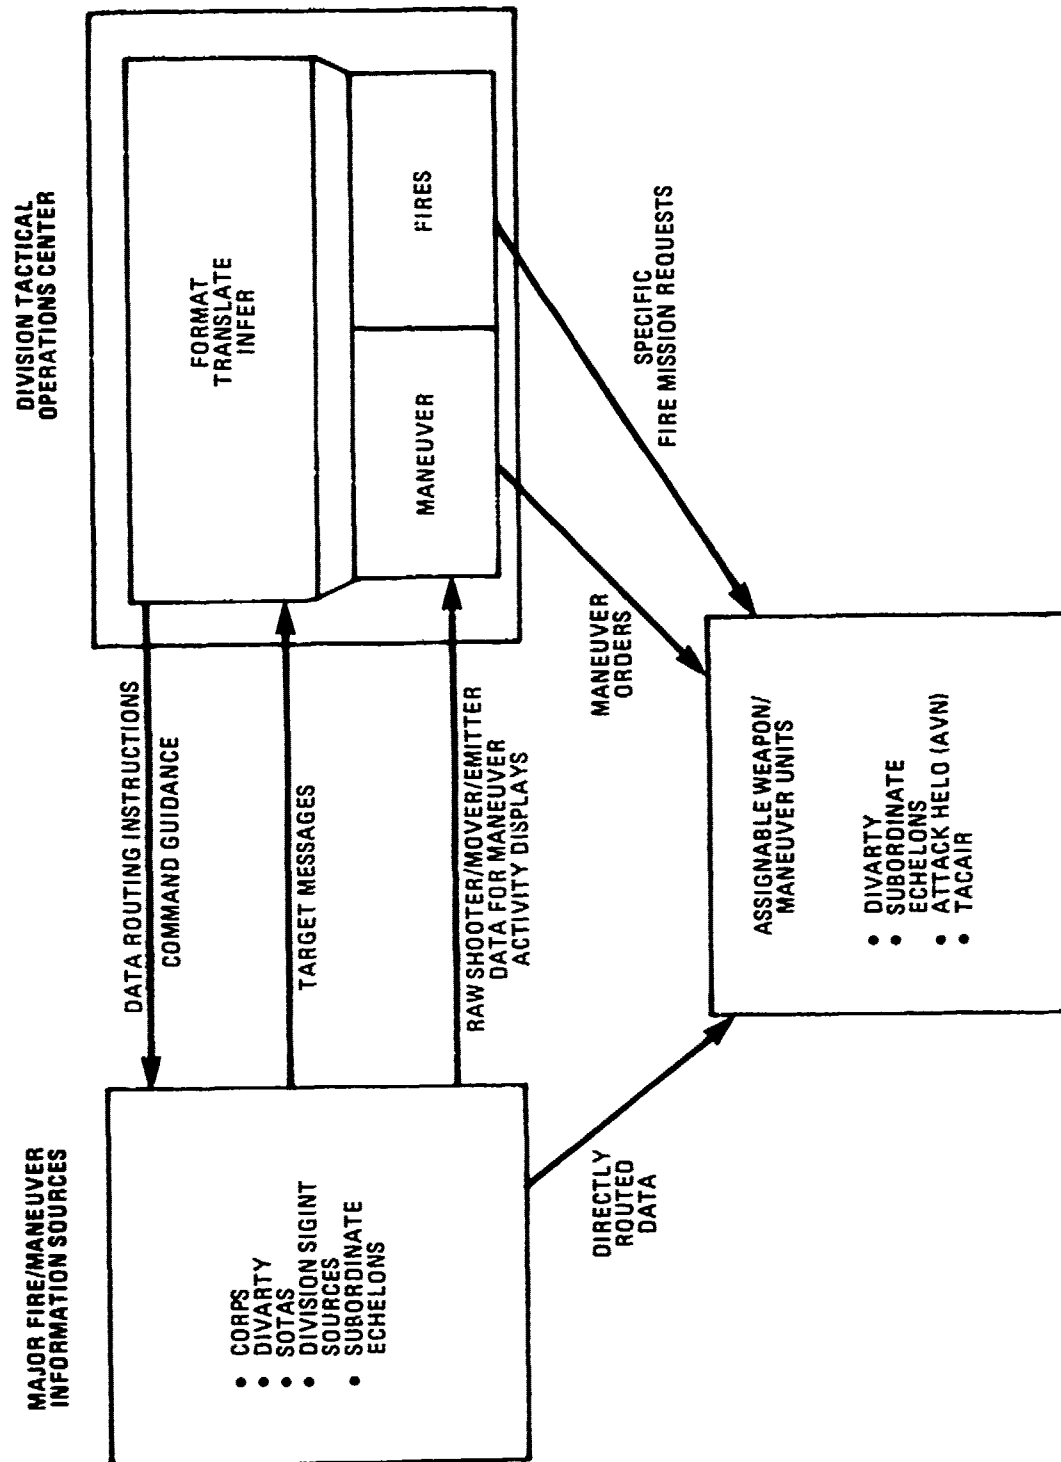 MAJOR FIRE/MANEUVER
INFORMATION SOURCES
• CORPS
• DIVARTY
• SOTAS
• DIVISION SIGINT
SOURCES
• SUBORDINATE
ECHELONS
DATA ROUTING INSTRUCTIONS
COMMAND GUIDANCE
TARGET MESSAGES
RAW SHOOTER/MOVER/EMITTER
DATA FOR MANEUVER
ACTIVITY DISPLAYS
DIVISION TACTICAL
OPERATIONS CENTER
FORMAT
TRANSLATE
INFER
MANEUVER
FIRES
DIRECTLY
ROUTED
DATA
MANEUVER
ORDERS
SPECIFIC
FIRE MISSION REQUESTS
ASSIGNABLE WEAPON/
MANEUVER UNITS
• DIVARTY
• SUBORDINATE
ECHELONS
• ATTACK HELO (AVN)
• TACAIR